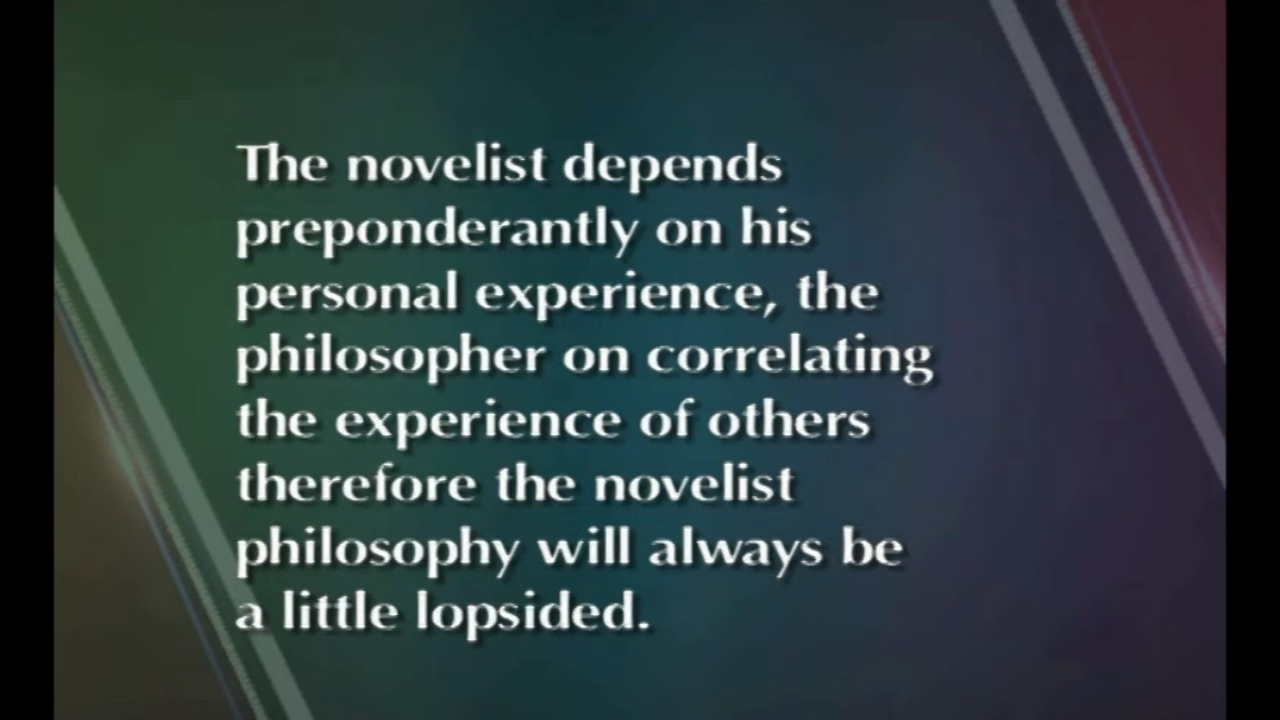 The novelist depends
preponderantly on his
personal experience, the
philosopher on correlating
the experience of others
therefore the novelist
philosophy will always be
a little lopsided.